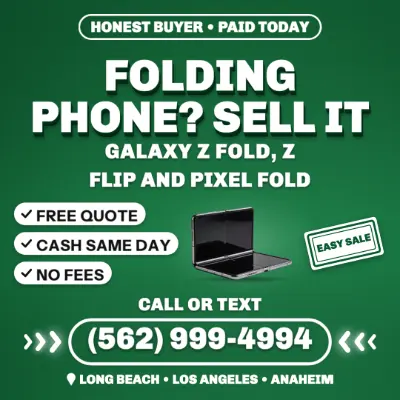 HONEST BUYER • PAID TODAY
FOLDING
PHONE? SELL IT
GALAXY Z FOLD, Z
FLIP AND PIXEL FOLD
FREE QUOTE
CASH SAME DAY
NO FEES
EASY SALE
CALL OR TEXT
(562) 999-4994
LONG BEACH • LOS ANGELES • ANAHEIM